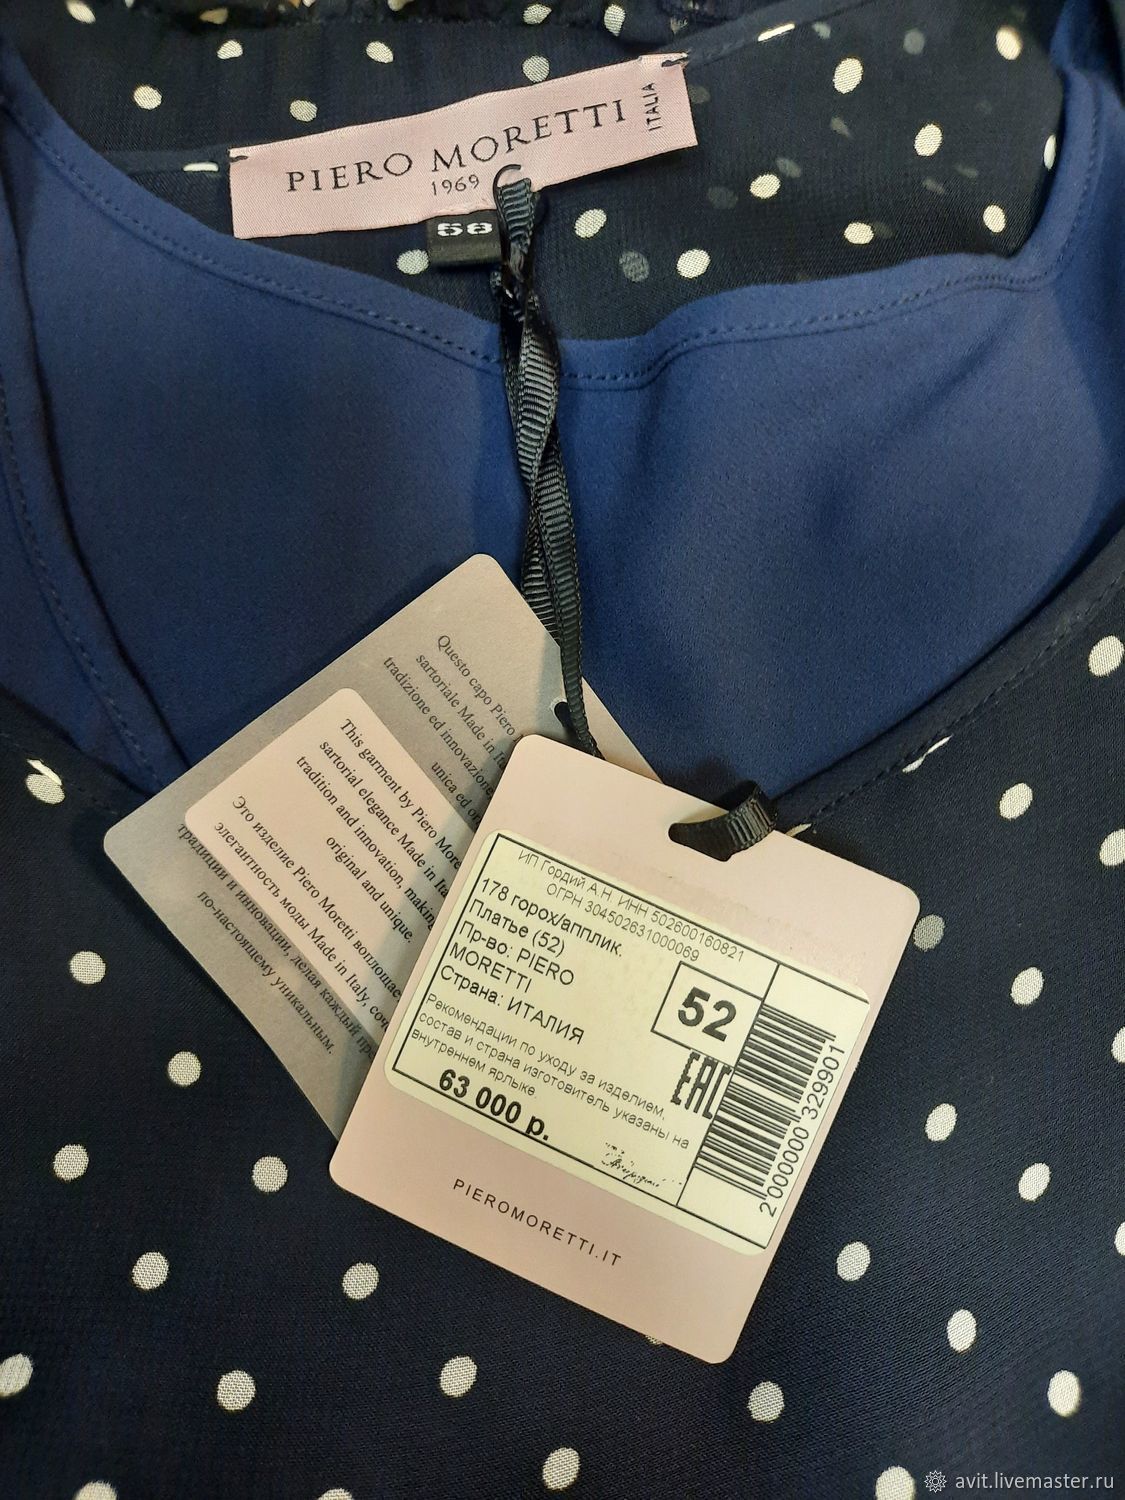 PIERO MORETTI
1969
ITALIA
58
Questo capo Piero
sartoriale Made in
tradizione ed innovazione
unica ed
This garment by Piero
sartorial elegance Made in
tradition and innovation, making
original and unique.
Это изделие Piero Moretti
элегантность моды Made in Italy,
традиции и инновации, делая каждый
по-настоящему уникальным.
ИП Гордий А.Н. ИНН 502600160821
ОГРН 304502631000069
178 горох/апплик.
Платье (52)
Пр-во: PIERO
MORETTI
Страна: ИТАЛИЯ
52
EAC
Рекомендации по уходу за изделием,
состав и страна изготовитель указаны на
внутреннем ярлыке.
63 000 р.
2 000000 329901
PIEROMORETTI.IT
avit.livemaster.ru